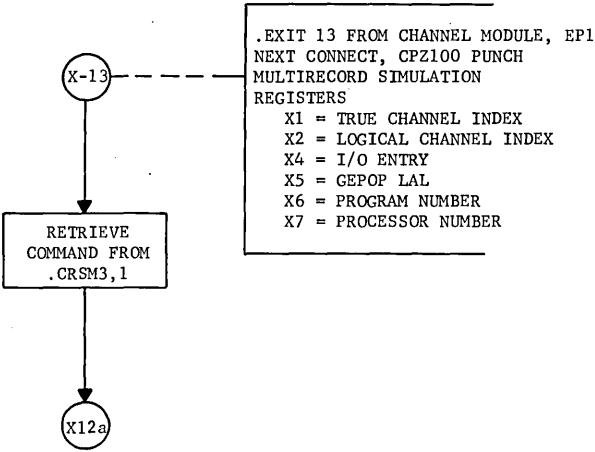 .EXIT 13 FROM CHANNEL MODULE, EP1
NEXT CONNECT, CPZ100 PUNCH
MULTIRECORD SIMULATION
REGISTERS
X1 = TRUE CHANNEL INDEX
X2 = LOGICAL CHANNEL INDEX
X4 = I/O ENTRY
X5 = GEPOP LAL
X6 = PROGRAM NUMBER
X7 = PROCESSOR NUMBER
X-13
RETRIEVE
COMMAND FROM
.CRSM3,1
X12a